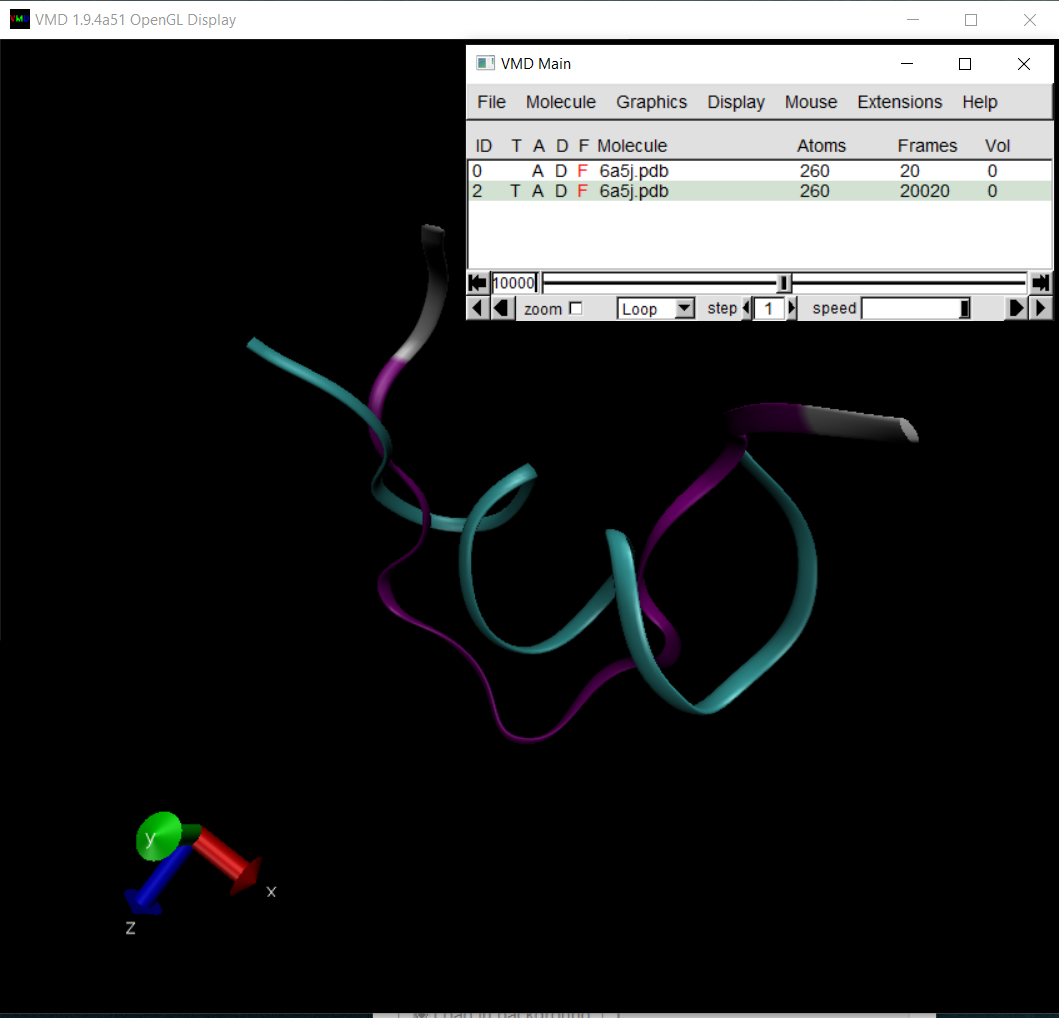 VMD VMD 1.9.4a51 OpenGL Display
VMD Main
File Molecule Graphics Display Mouse Extensions Help
ID T A D F Molecule Atoms Frames Vol
0 A D F 6a5j.pdb 260 20 0
2 T A D F 6a5j.pdb 260 20020 0
10000
zoom Loop step 1 speed
y
x
z